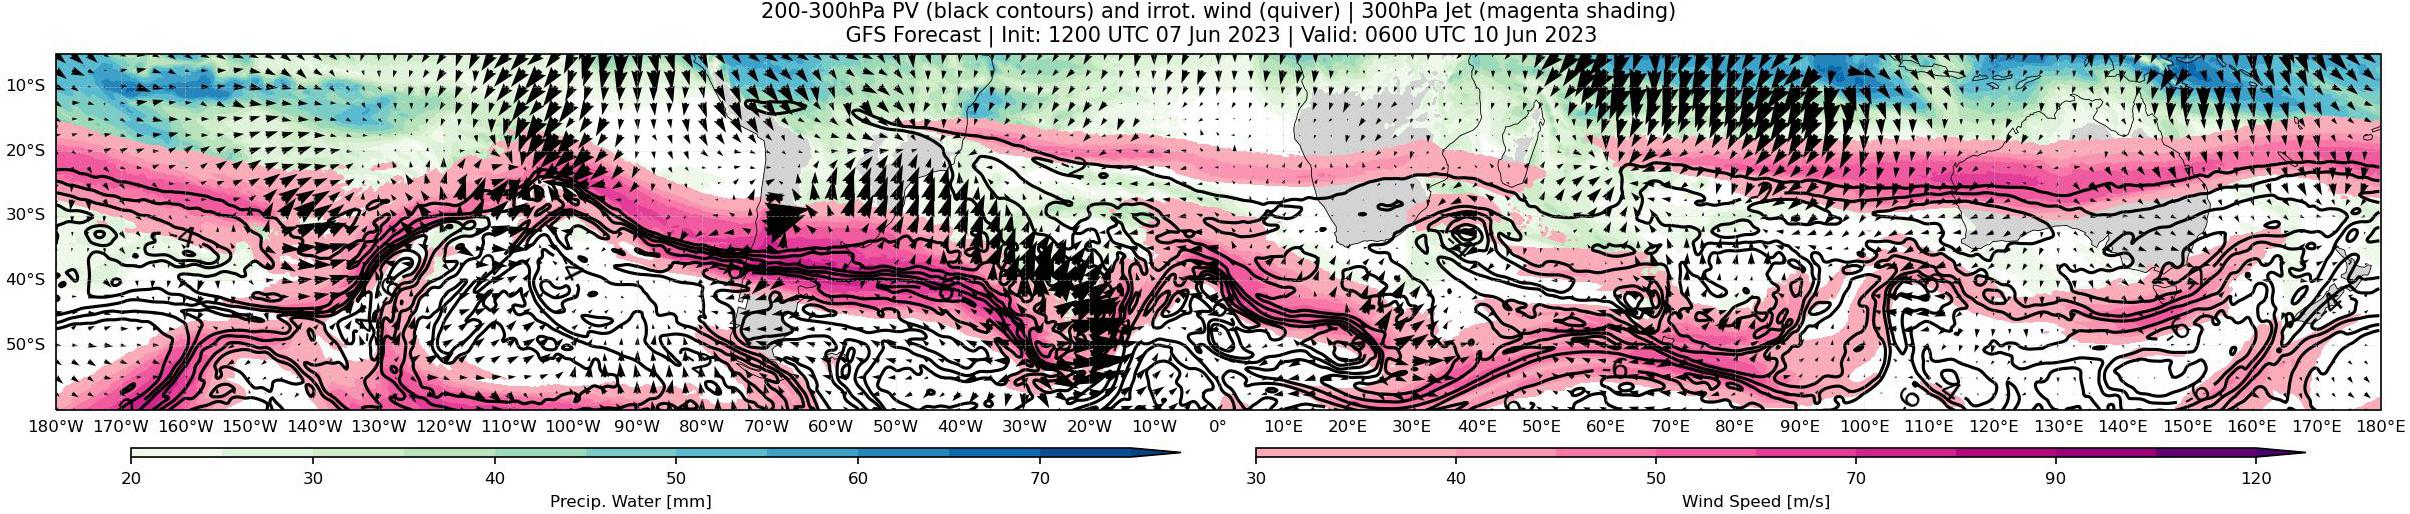 200-300hPa PV (black contours) and irrot. wind (quiver) | 300hPa Jet (magenta shading)
GFS Forecast | Init: 1200 UTC 07 Jun 2023 | Valid: 0600 UTC 10 Jun 2023
10°S
20°S
30°S
40°S
50°S
180°W 170°W 160°W 150°W 140°W 130°W 120°W 110°W 100°W 90°W 80°W 70°W 60°W 50°W 40°W 30°W 20°W 10°W 0° 10°E 20°E 30°E 40°E 50°E 60°E 70°E 80°E 90°E 100°E 110°E 120°E 130°E 140°E 150°E 160°E 170°E 180°E
20 30 40 50 60 70
Precip. Water [mm]
30 40 50 70 90 120
Wind Speed [m/s]